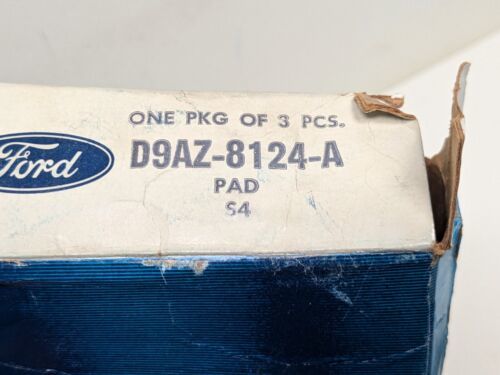 ONE PKG OF 3 PCS.
Ford
D9AZ-8124-A
PAD
S4